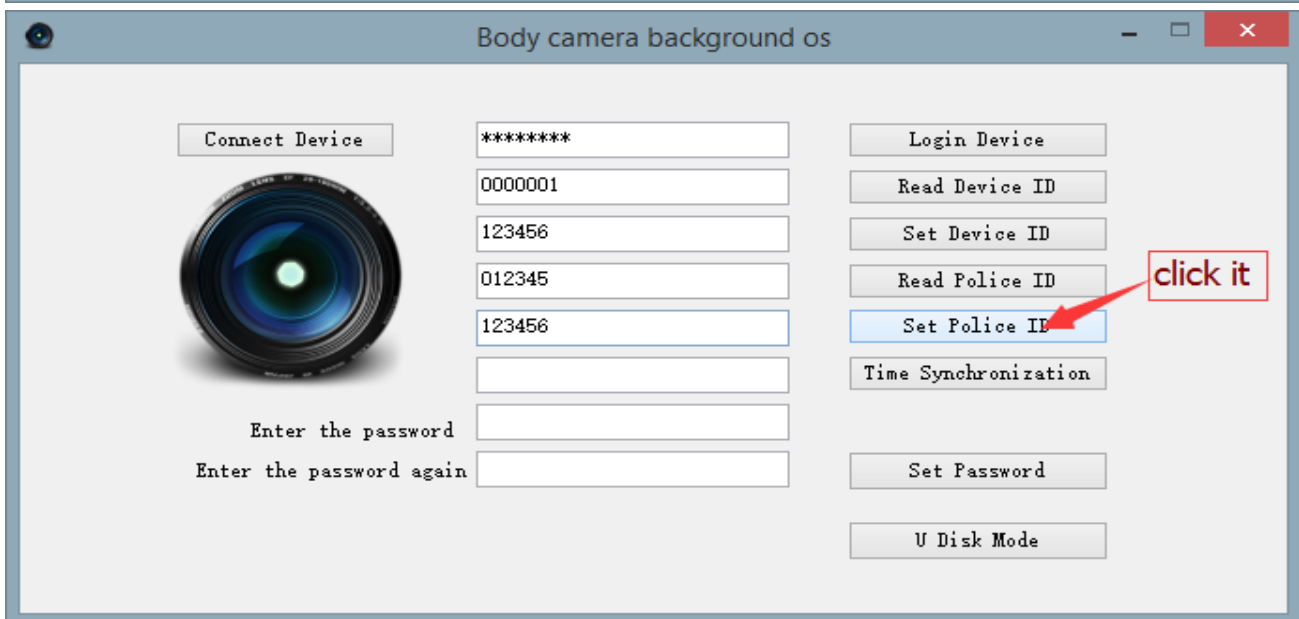 Body camera background os
Connect Device
********
Login Device
0000001
Read Device ID
123456
Set Device ID
012345
Read Police ID
click it
123456
Set Police ID
Time Synchronization
Enter the password
Enter the password again
Set Password
U Disk Mode